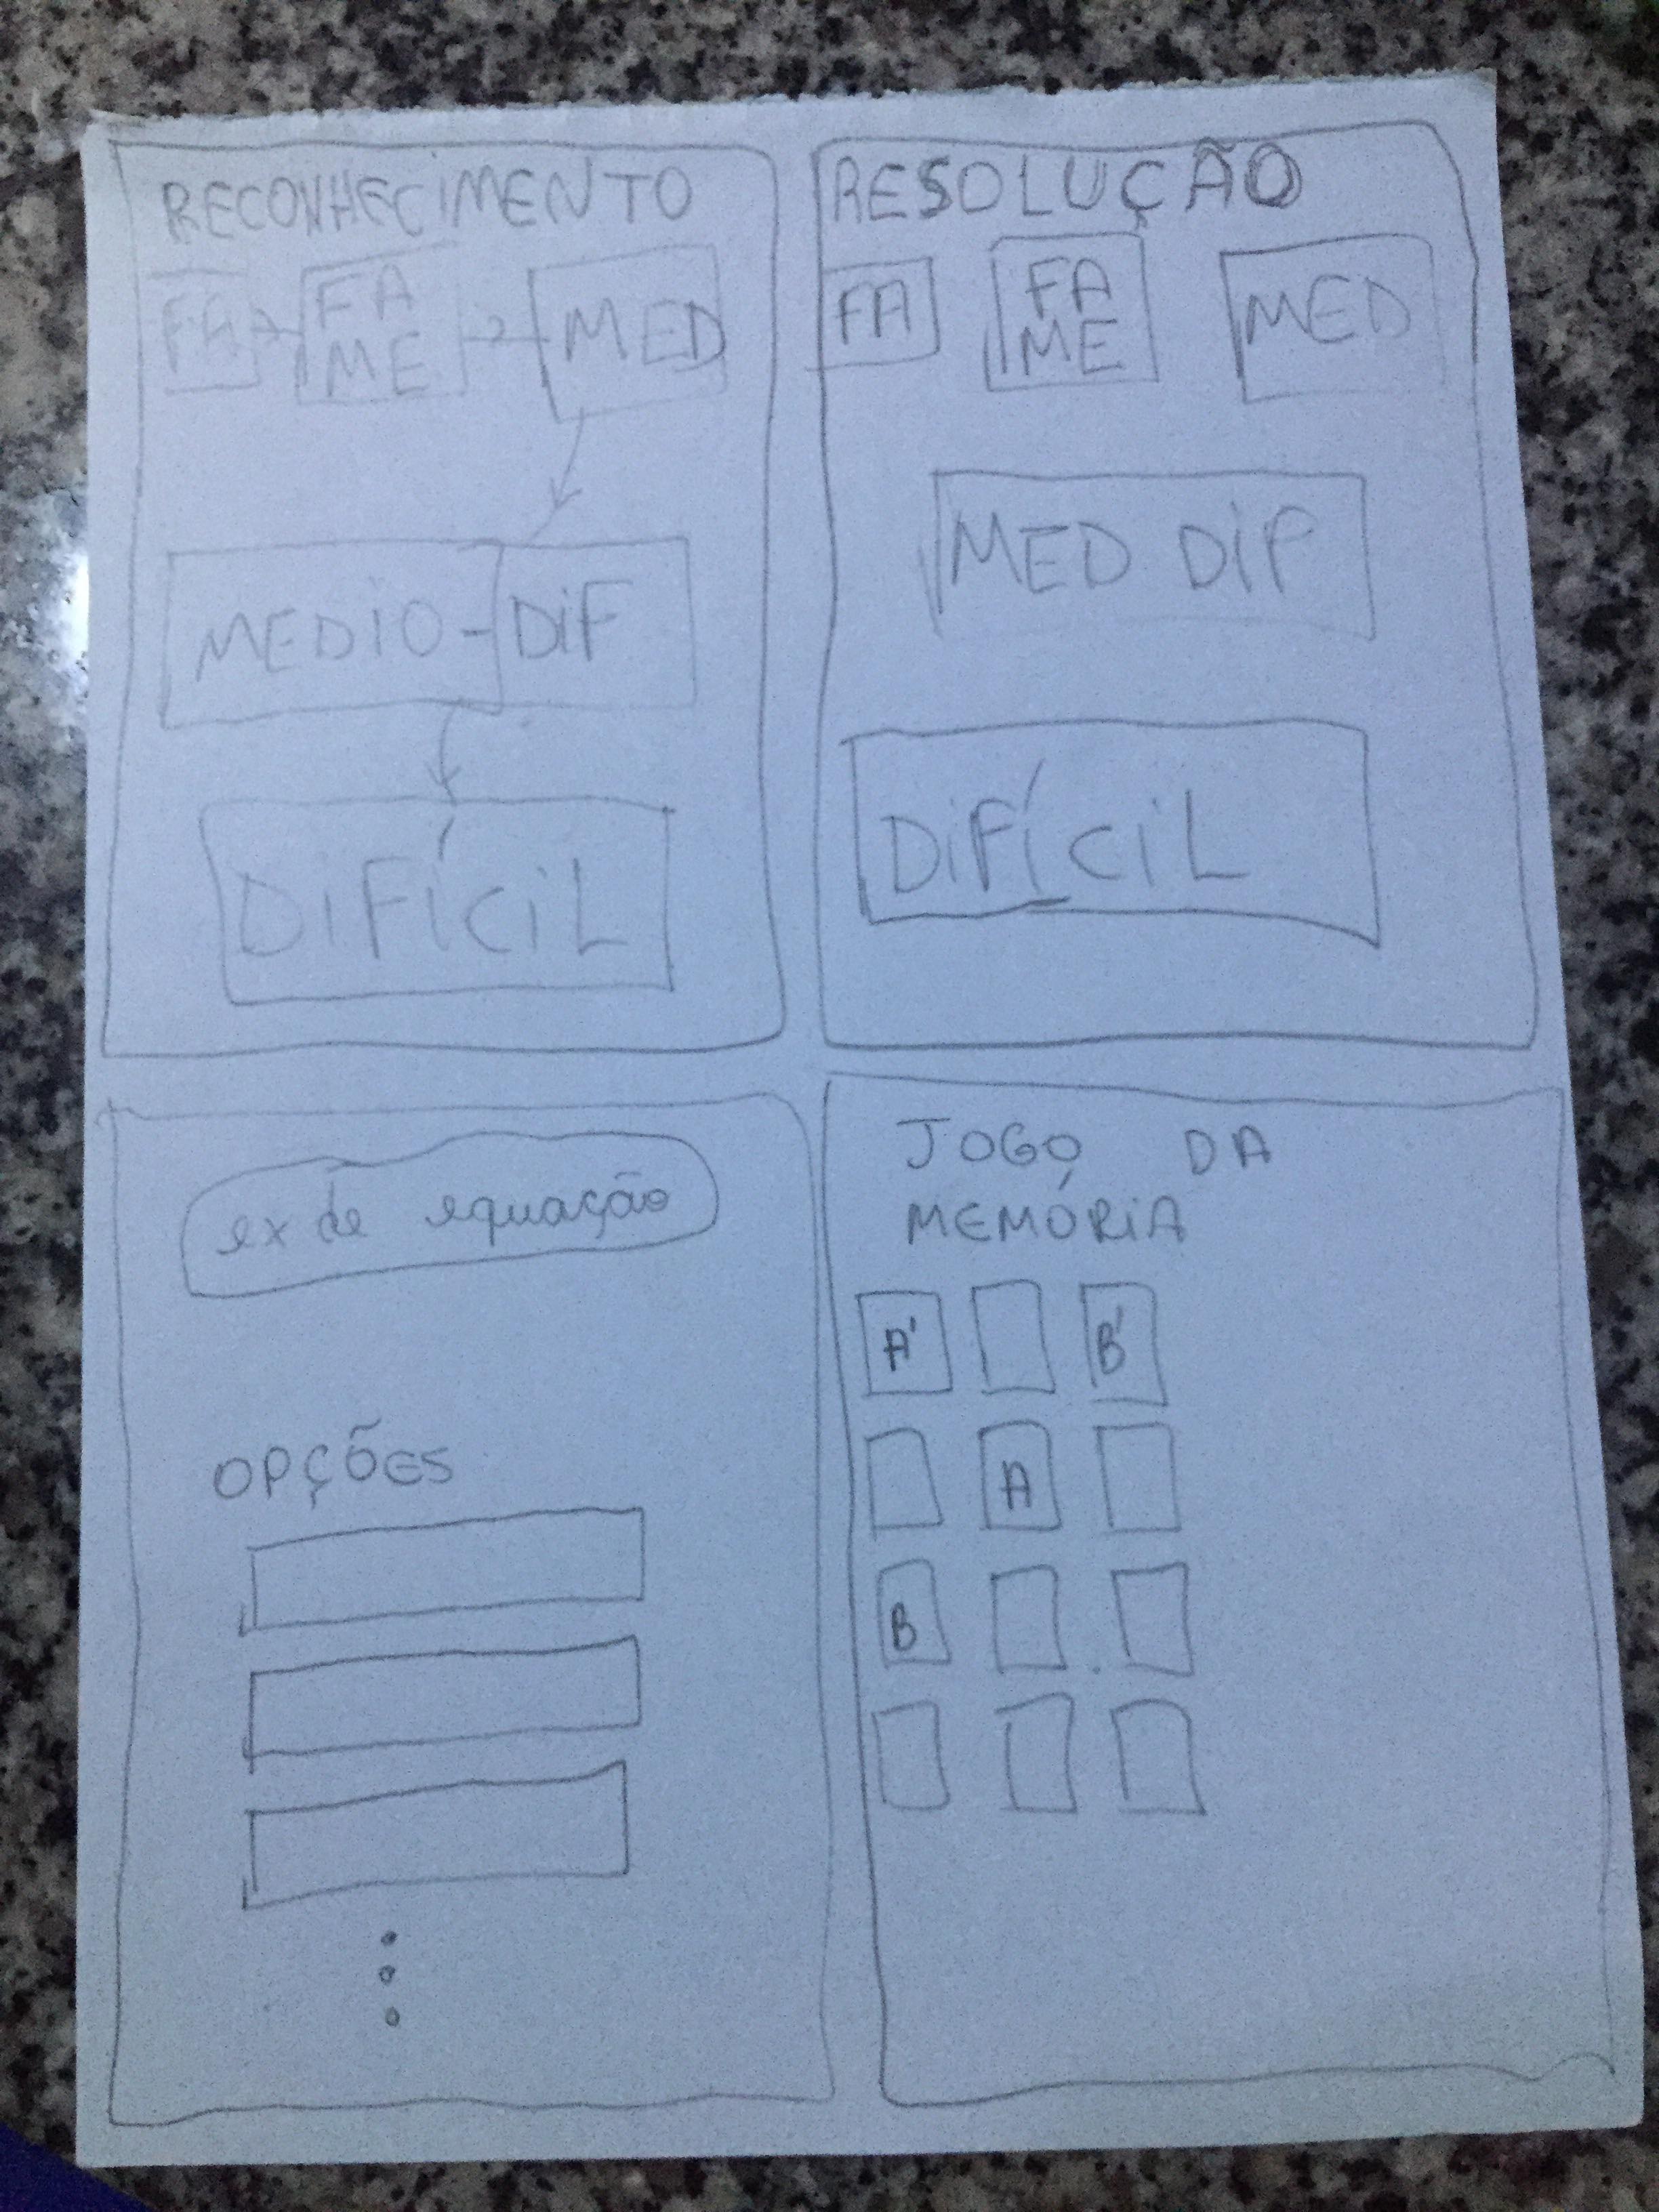 RECONHECIMENTO
FA
FA
ME
MED
MEDIO - DIF
DIFÍCIL
RESOLUÇÃO
FA
FA
ME
MED
MED DIF
DIFÍCIL
ex de equação
OPÇÕES
JOGO DA
MEMÓRIA
A' B'
A
B